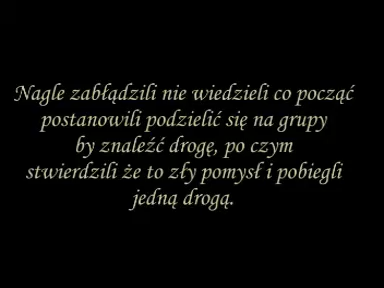 Nagle zabłądzili nie wiedzieli co począć
postanowili podzielić się na grupy
by znaleźć drogę, po czym
stwierdzili że to zły pomysł i pobiegli
jedną drogą.